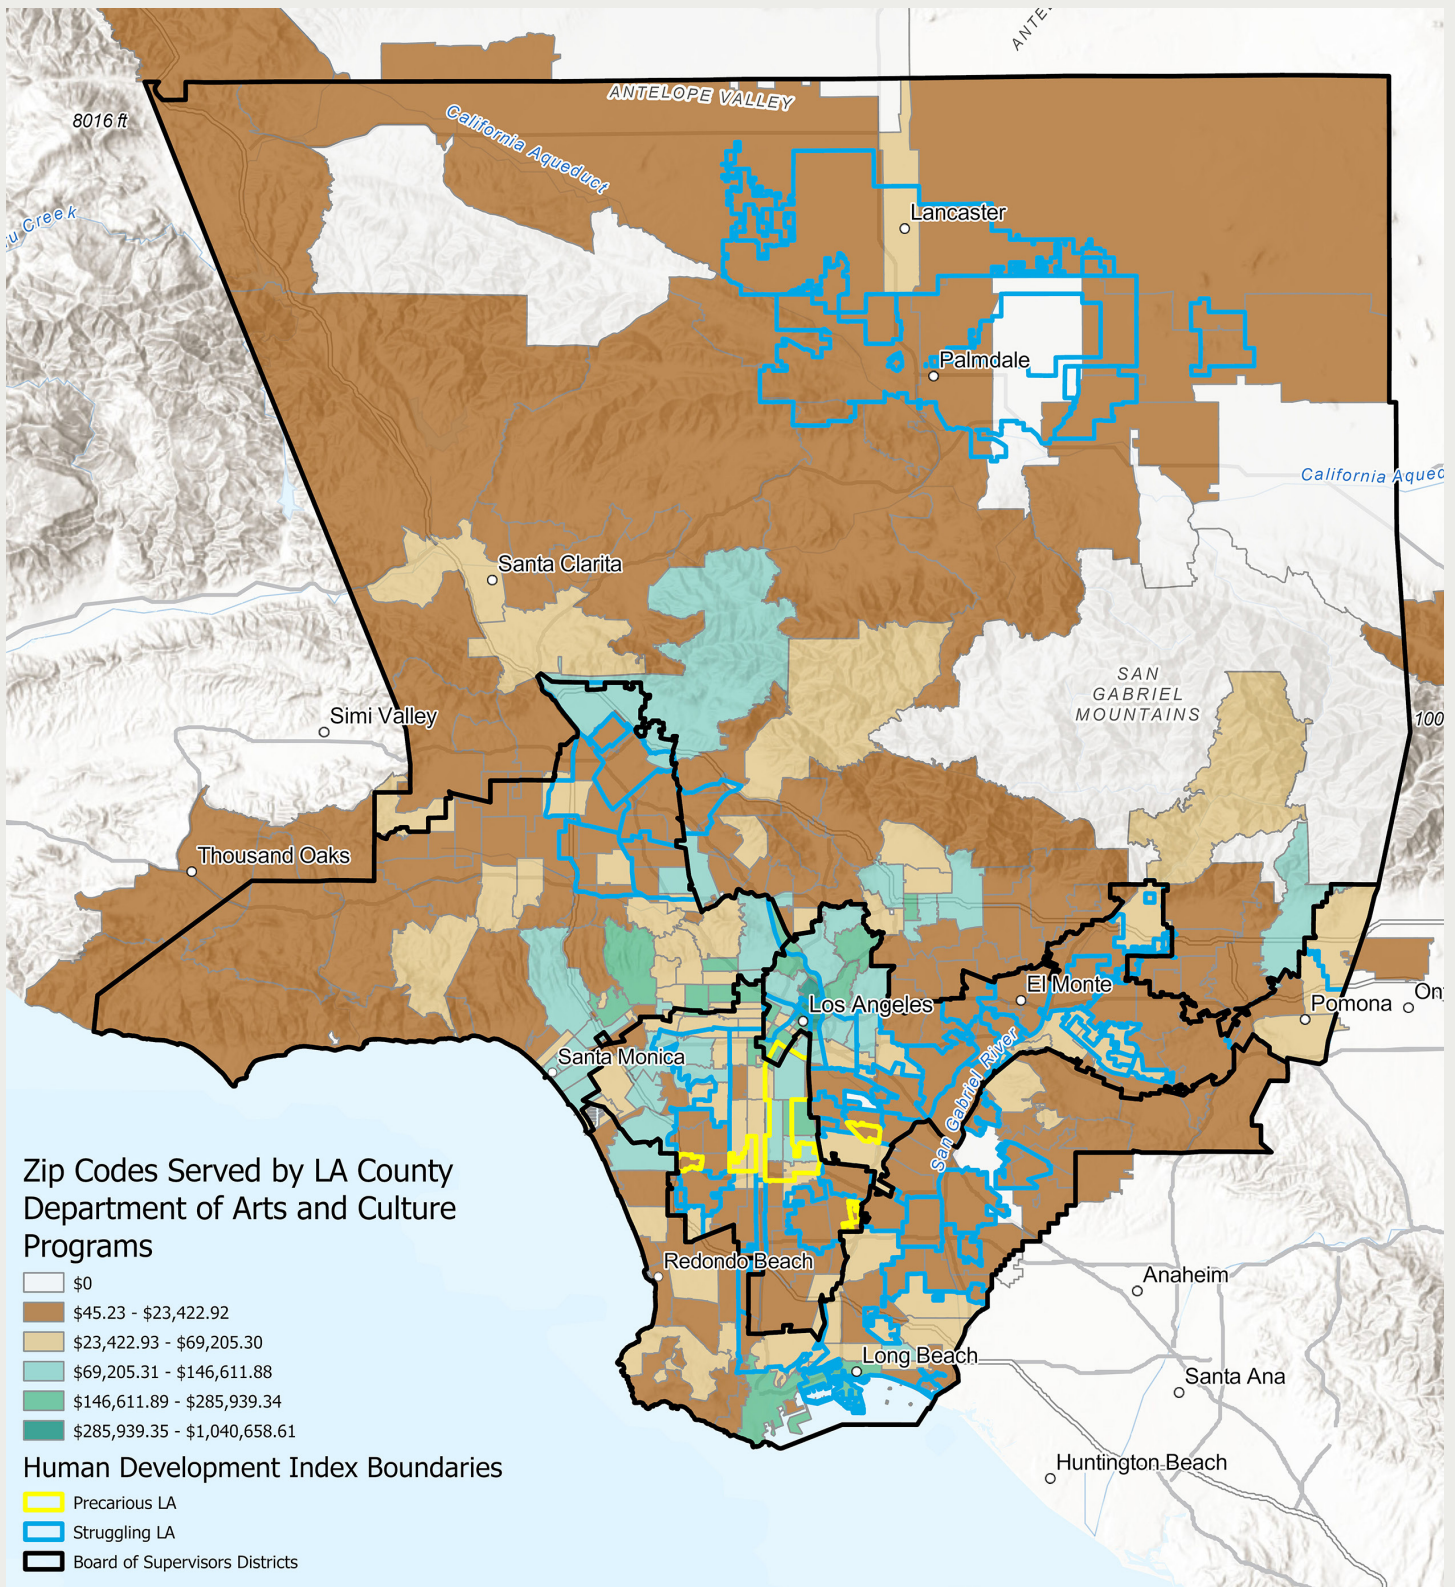 ANTE
ANTELOPE VALLEY
8016 ft
California Aqueduct
Creek
Lancaster
Palmdale
California Aqued
Santa Clarita
SAN
GABRIEL
MOUNTAINS
Simi Valley
100
Thousand Oaks
El Monte
Los Angeles
Pomona
On
Santa Monica
San Gabriel River
Zip Codes Served by LA County
Department of Arts and Culture
Programs
$0
$45.23 - $23,422.92
$23,422.93 - $69,205.30
$69,205.31 - $146,611.88
$146,611.89 - $285,939.34
$285,939.35 - $1,040,658.61
Human Development Index Boundaries
Precarious LA
Struggling LA
Board of Supervisors Districts
Redondo Beach
Anaheim
Long Beach
Santa Ana
Huntington Beach